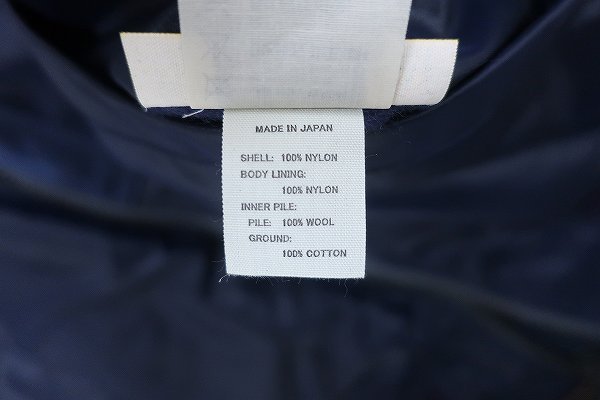 MADE IN JAPAN
SHELL: 100% NYLON
BODY LINING:
100% NYLON
INNER PILE:
PILE: 100% WOOL
GROUND:
100% COTTON